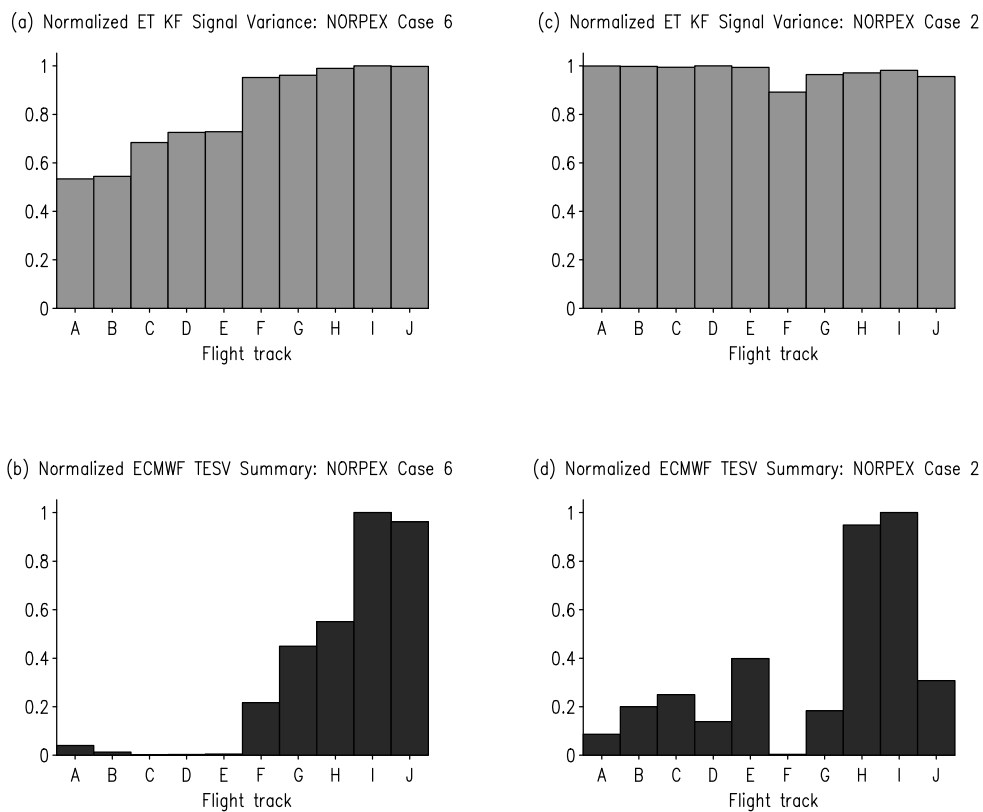 (a) Normalized ET KF Signal Variance: NORPEX Case 6
1
0.8
0.6
0.4
0.2
0
A B C D E F G H I J
Flight track
(c) Normalized ET KF Signal Variance: NORPEX Case 2
1
0.8
0.6
0.4
0.2
0
A B C D E F G H I J
Flight track
(b) Normalized ECMWF TESV Summary: NORPEX Case 6
1
0.8
0.6
0.4
0.2
0
A B C D E F G H I J
Flight track
(d) Normalized ECMWF TESV Summary: NORPEX Case 2
1
0.8
0.6
0.4
0.2
0
A B C D E F G H I J
Flight track